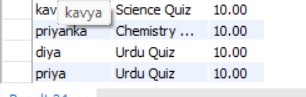 kav kavya Science Quiz 10.00
priyanka Chemistry ... 10.00
diya Urdu Quiz 10.00
priya Urdu Quiz 10.00